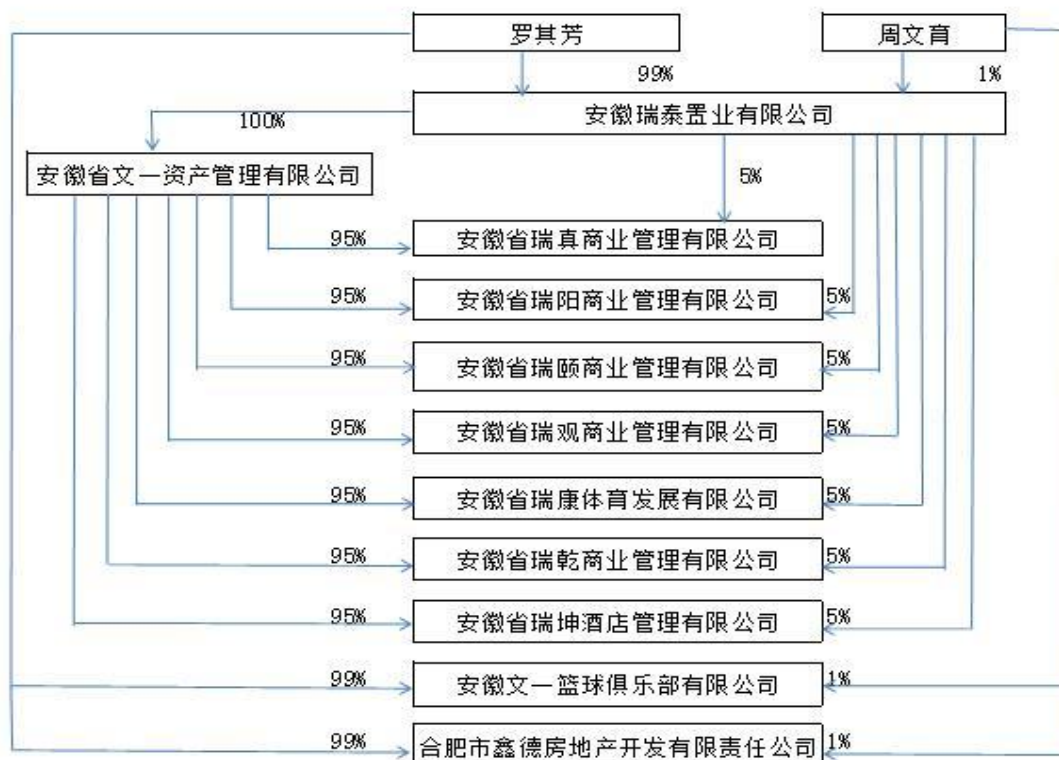 罗其芳
周文育
99%
1%
安徽瑞泰置业有限公司
100%
安徽省文一资产管理有限公司
5%
95%
安徽省瑞真商业管理有限公司
95%
安徽省瑞阳商业管理有限公司
5%
95%
安徽省瑞颐商业管理有限公司
5%
95%
安徽省瑞观商业管理有限公司
5%
95%
安徽省瑞康体育发展有限公司
5%
95%
安徽省瑞乾商业管理有限公司
5%
95%
安徽省瑞坤酒店管理有限公司
5%
99%
安徽文一篮球俱乐部有限公司
1%
99%
合肥市鑫德房地产开发有限责任公司
1%